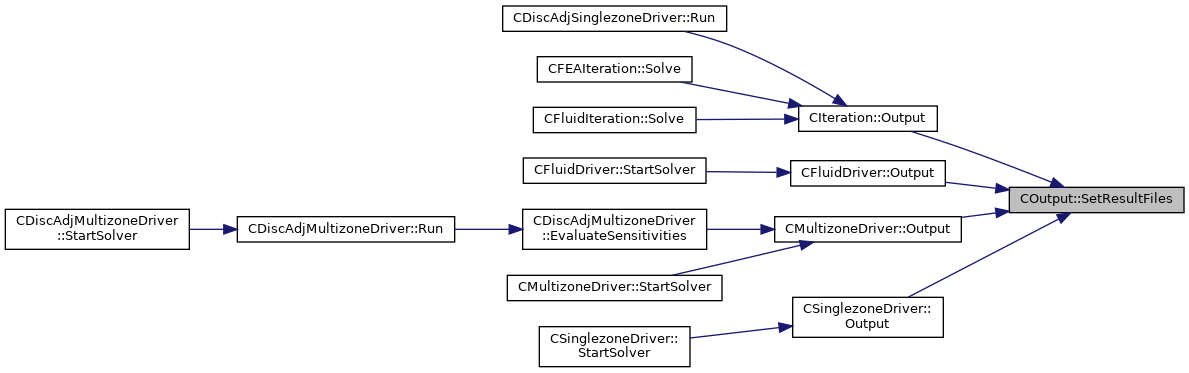 CDiscAdjSinglezoneDriver::Run
CFEAIteration::Solve
CFluidIteration::Solve
CIteration::Output
CFluidDriver::StartSolver
CFluidDriver::Output
COutput::SetResultFiles
CDiscAdjMultizoneDriver
::StartSolver
CDiscAdjMultizoneDriver::Run
CDiscAdjMultizoneDriver
::EvaluateSensitivities
CMultizoneDriver::Output
CMultizoneDriver::StartSolver
CSinglezoneDriver::
Output
CSinglezoneDriver::
StartSolver